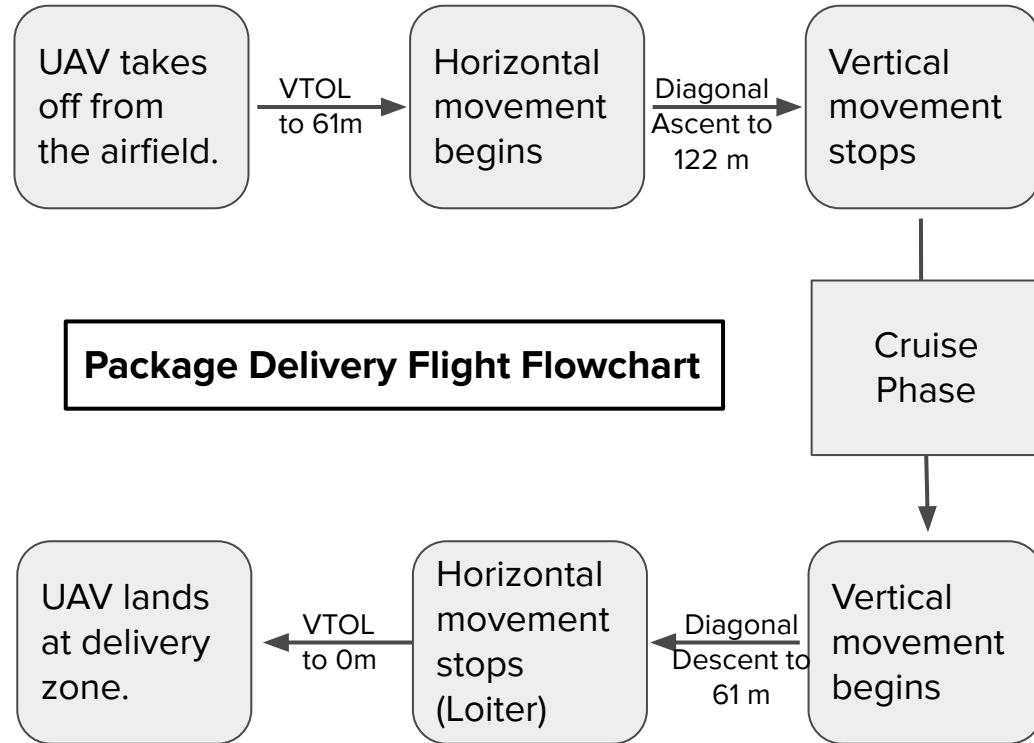 UAV takes
off from
the airfield.
VTOL
to 61m
Horizontal
movement
begins
Diagonal
Ascent to
122 m
Vertical
movement
stops
Package Delivery Flight Flowchart
Cruise
Phase
Vertical
movement
begins
Diagonal
Descent to
61 m
Horizontal
movement
stops
(Loiter)
VTOL
to 0m
UAV lands
at delivery
zone.